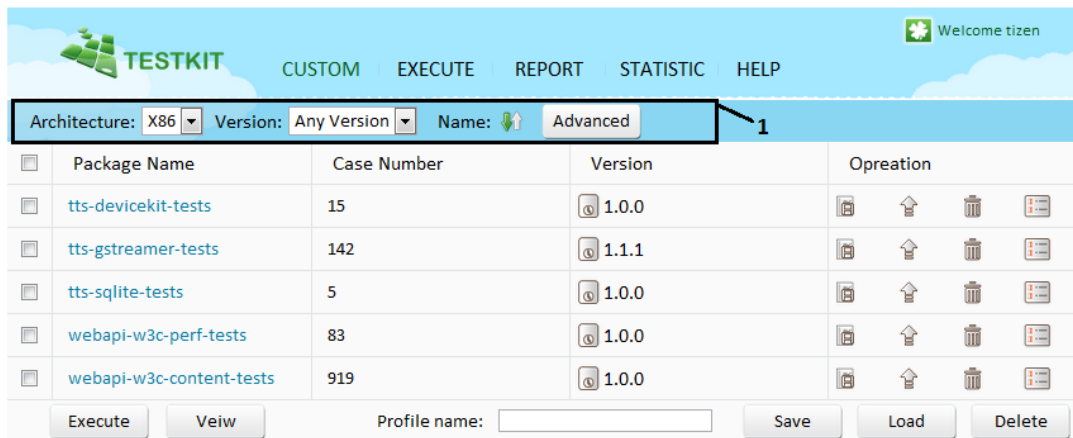 Welcome tizen
TESTKIT
CUSTOM EXECUTE REPORT STATISTIC HELP
Architecture: X86 Version: Any Version Name: Advanced
1
Package Name Case Number Version Opreation
tts-devicekit-tests 15 1.0.0
tts-gstreamer-tests 142 1.1.1
tts-sqlite-tests 5 1.0.0
webapi-w3c-perf-tests 83 1.0.0
webapi-w3c-content-tests 919 1.0.0
Execute Veiw Profile name: Save Load Delete